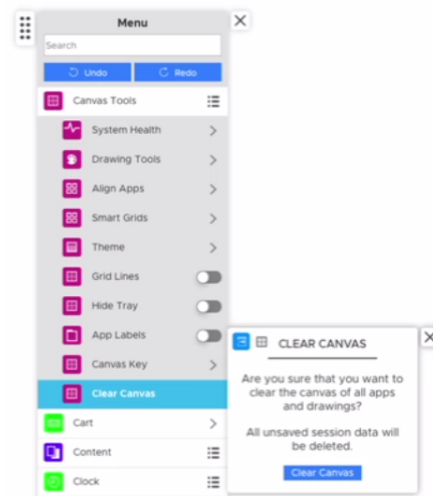 Menu
Search
Undo
Redo
Canvas Tools
System Health
Drawing Tools
Align Apps
Smart Grids
Theme
Grid Lines
Hide Tray
App Labels
Canvas Key
Clear Canvas
Cart
Content
Clock
CLEAR CANVAS
Are you sure that you want to
clear the canvas of all apps
and drawings?
All unsaved session data will
be deleted.
Clear Canvas